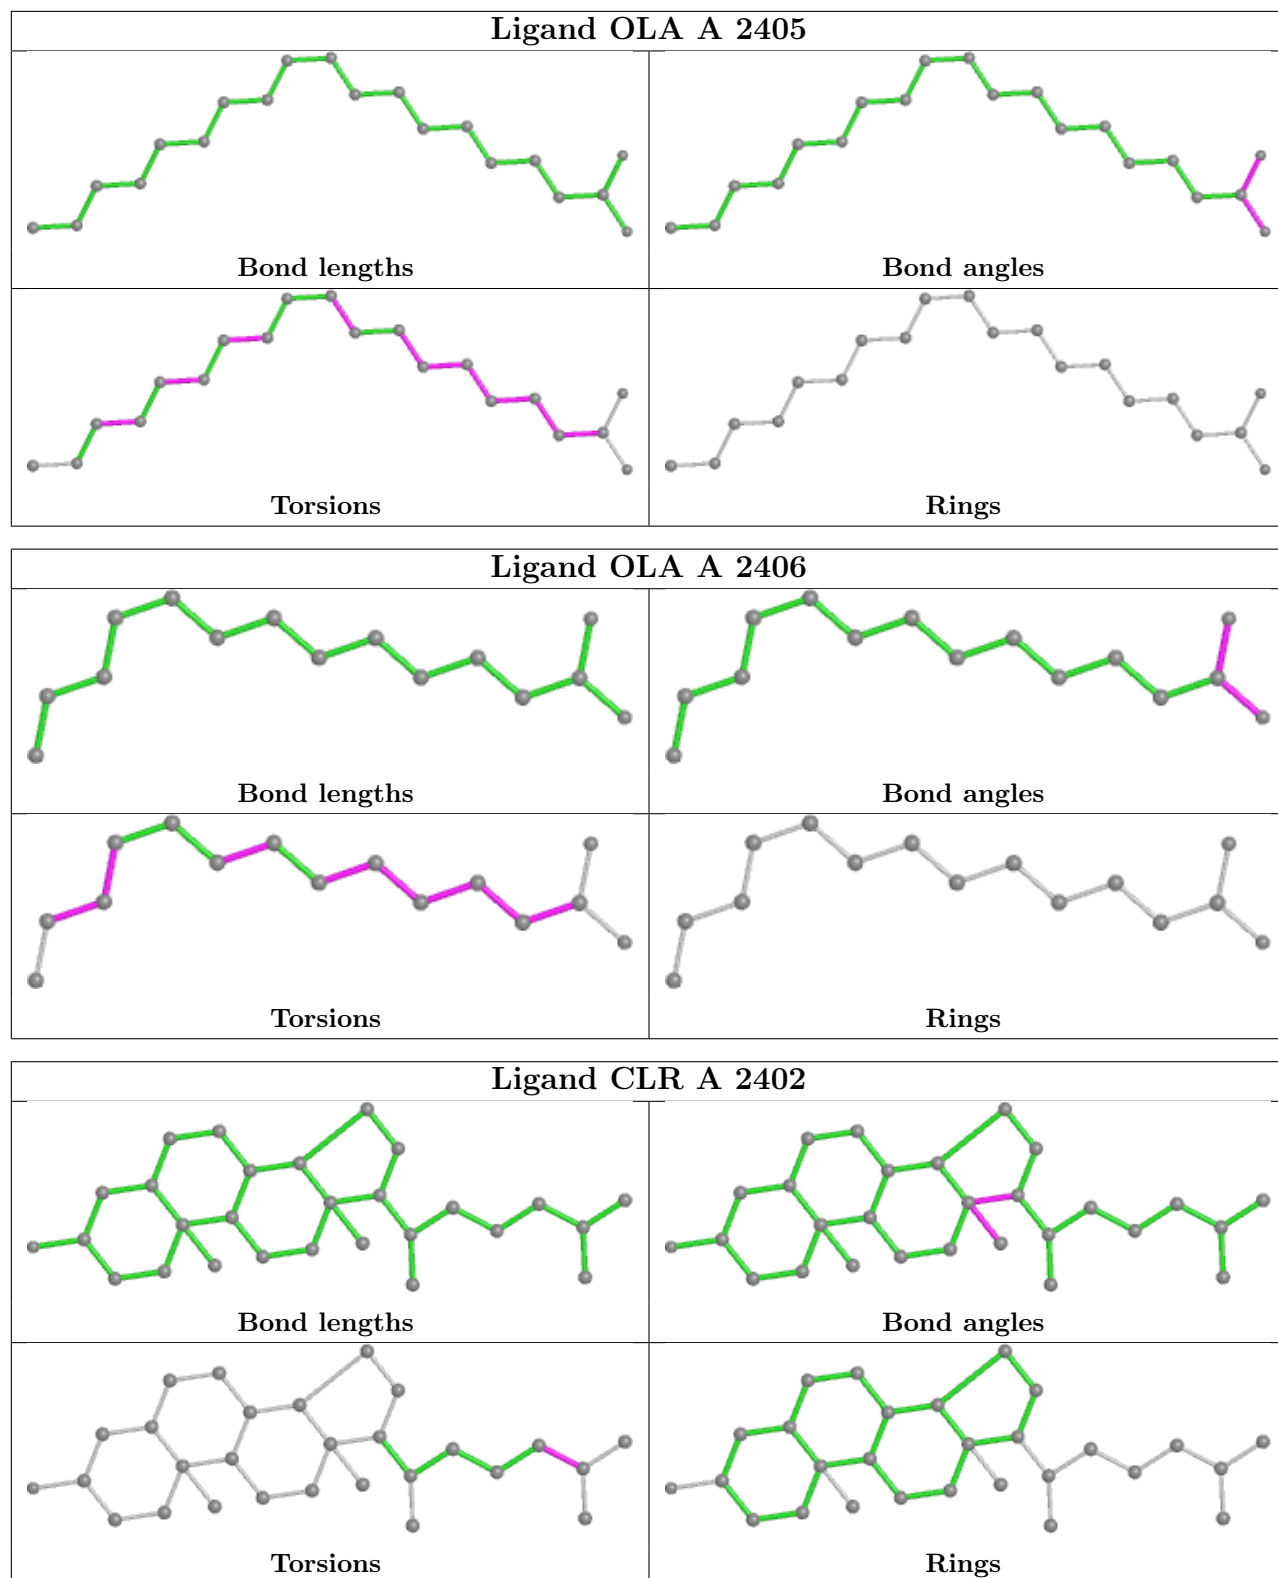 Ligand OLA A 2405
Bond lengths
Bond angles
Torsions
Rings
Ligand OLA A 2406
Bond lengths
Bond angles
Torsions
Rings
Ligand CLR A 2402
Bond lengths
Bond angles
Torsions
Rings